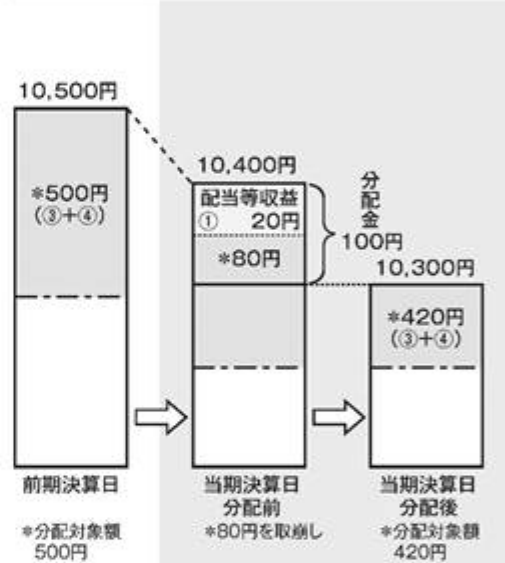 10,500円
*500円
(③+④)
前期決算日
*分配対象額
500円
10,400円
配当等収益
① 20円
*80円
分配金
100円
当期決算日
分配前
*80円を取崩し
10,300円
*420円
(③+④)
当期決算日
分配後
*分配対象額
420円